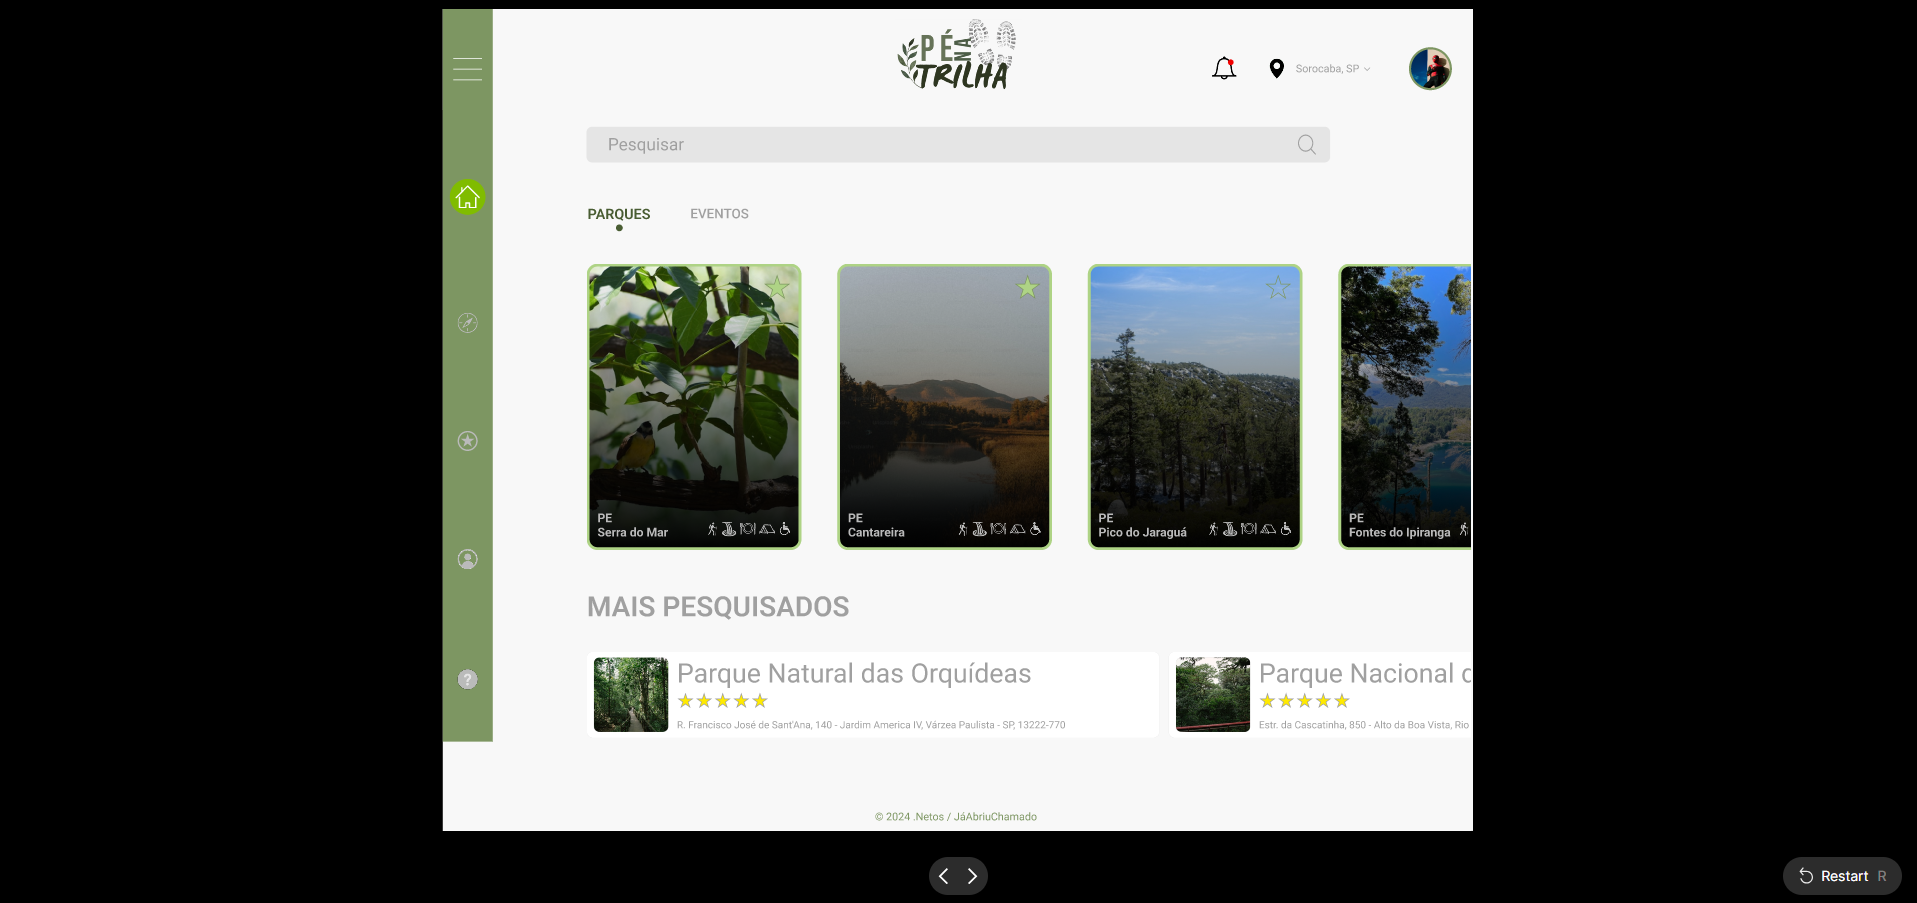 PÉ NA
TRILHA
Sorocaba, SP
Pesquisar
PARQUES
EVENTOS
PE
Serra do Mar
PE
Cantareira
PE
Pico do Jaraguá
PE
Fontes do Ipiranga
MAIS PESQUISADOS
Parque Natural das Orquídeas
R. Francisco José de Sant'Ana, 140 - Jardim America IV, Várzea Paulista - SP, 13222-770
Parque Nacional d
Estr. da Cascatinha, 850 - Alto da Boa Vista, Rio
?
© 2024 .Netos / JáAbriuChamado
Restart R